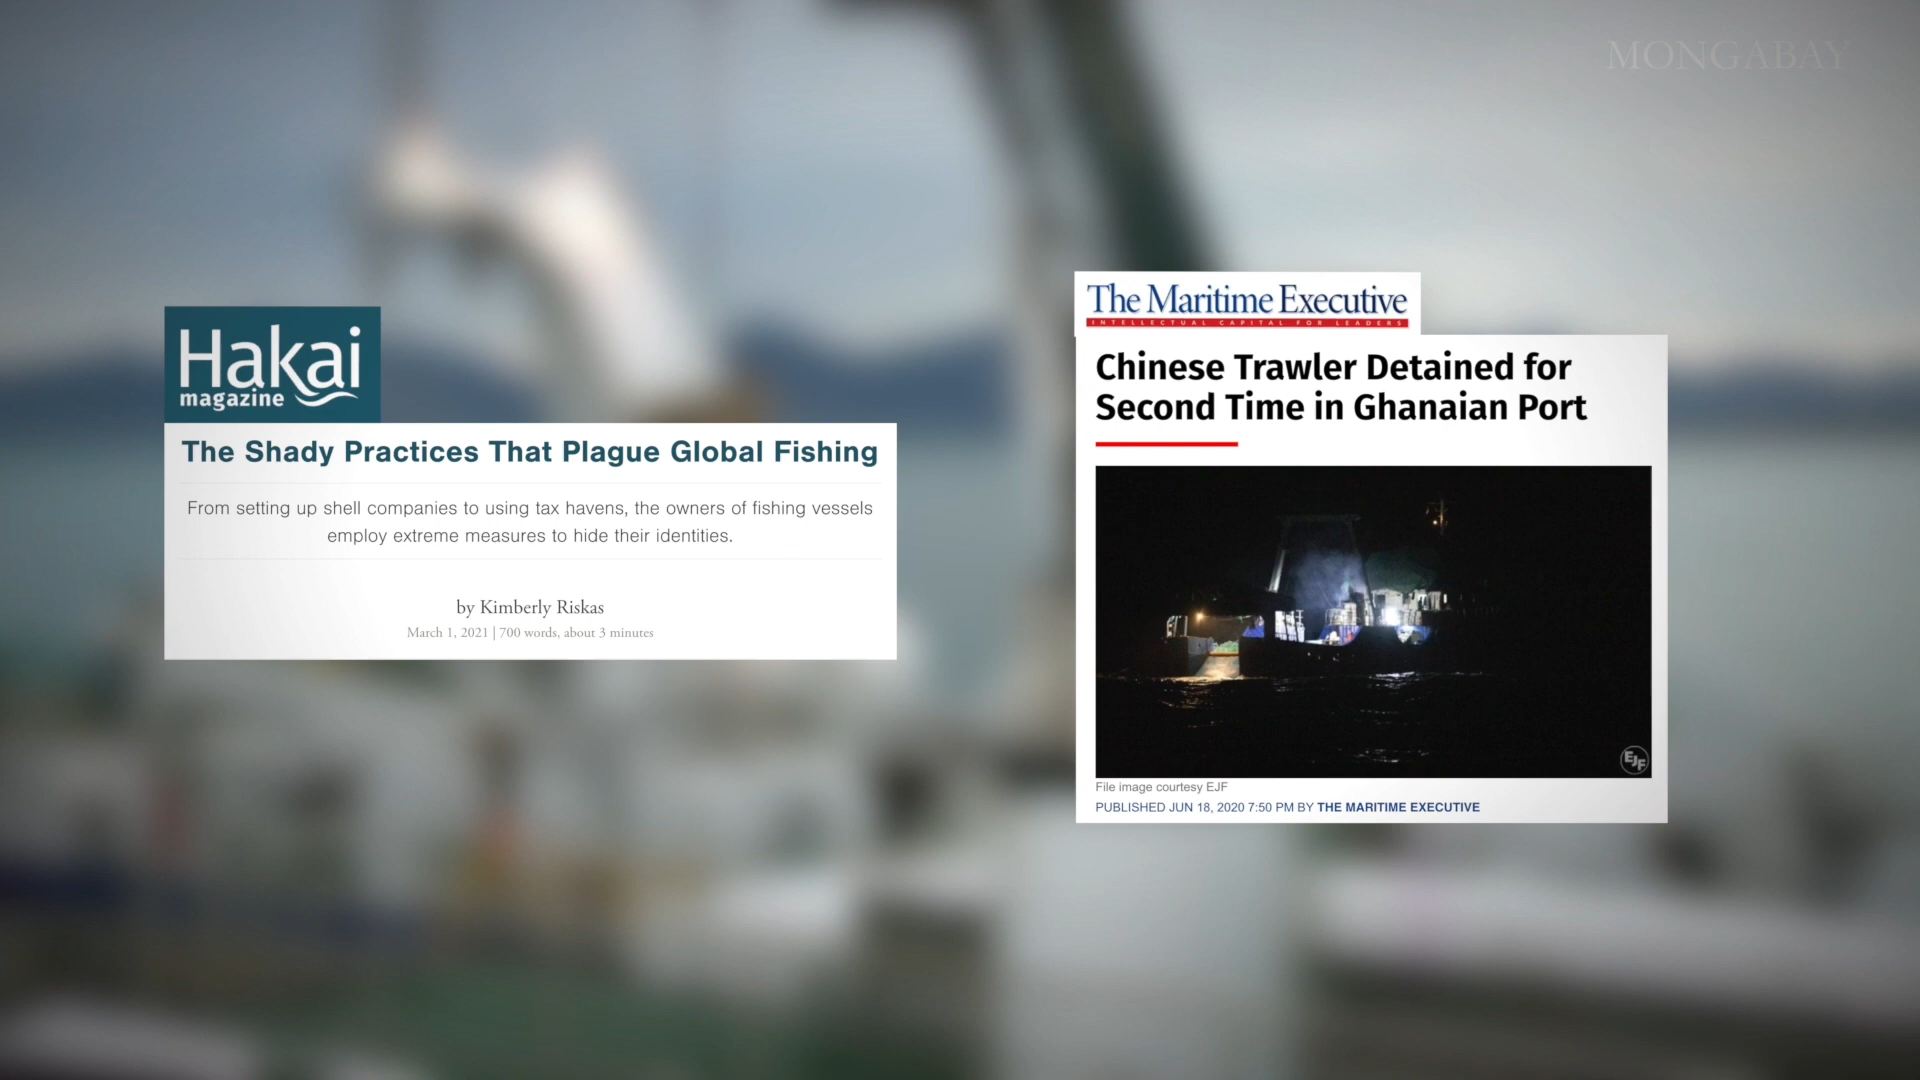 MONGABAY
Hakai
magazine
The Shady Practices That Plague Global Fishing
From setting up shell companies to using tax havens, the owners of fishing vessels
employ extreme measures to hide their identities.
by Kimberly Riskas
March 1, 2021 | 700 words, about 3 minutes
The Maritime Executive
INTELLECTUAL CAPITAL FOR LEADERS
Chinese Trawler Detained for
Second Time in Ghanaian Port
EJF
File image courtesy EJF
PUBLISHED JUN 18, 2020 7:50 PM BY THE MARITIME EXECUTIVE